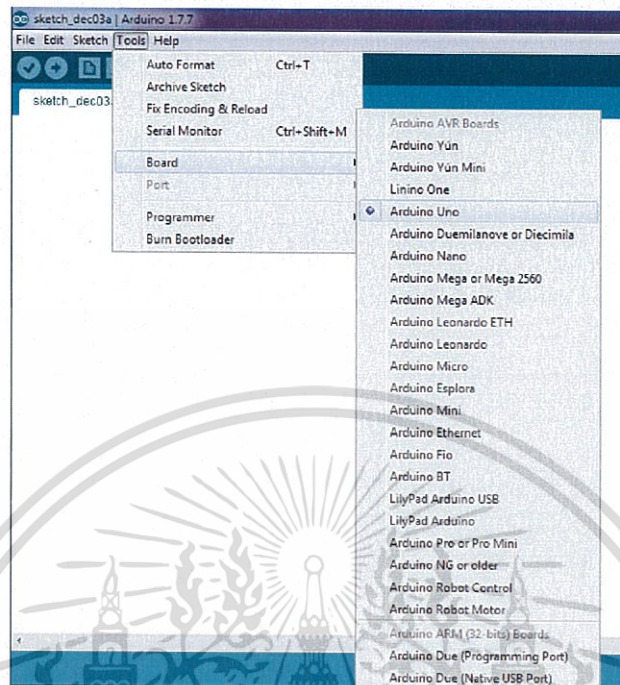 sketch_dec03a | Arduino 1.7.7
File Edit Sketch Tools Help
sketch_dec03
Auto Format Ctrl+T
Archive Sketch
Fix Encoding & Reload
Serial Monitor Ctrl+Shift+M
Board
Port
Programmer
Burn Bootloader
Arduino AVR Boards
Arduino Yún
Arduino Yún Mini
Linino One
Arduino Uno
Arduino Duemilanove or Diecimila
Arduino Nano
Arduino Mega or Mega 2560
Arduino Mega ADK
Arduino Leonardo ETH
Arduino Leonardo
Arduino Micro
Arduino Esplora
Arduino Mini
Arduino Ethernet
Arduino Fio
Arduino BT
LilyPad Arduino USB
LilyPad Arduino
Arduino Pro or Pro Mini
Arduino NG or older
Arduino Robot Control
Arduino Robot Motor
Arduino ARM (32-bits) Boards
Arduino Due (Programming Port)
Arduino Due (Native USB Port)